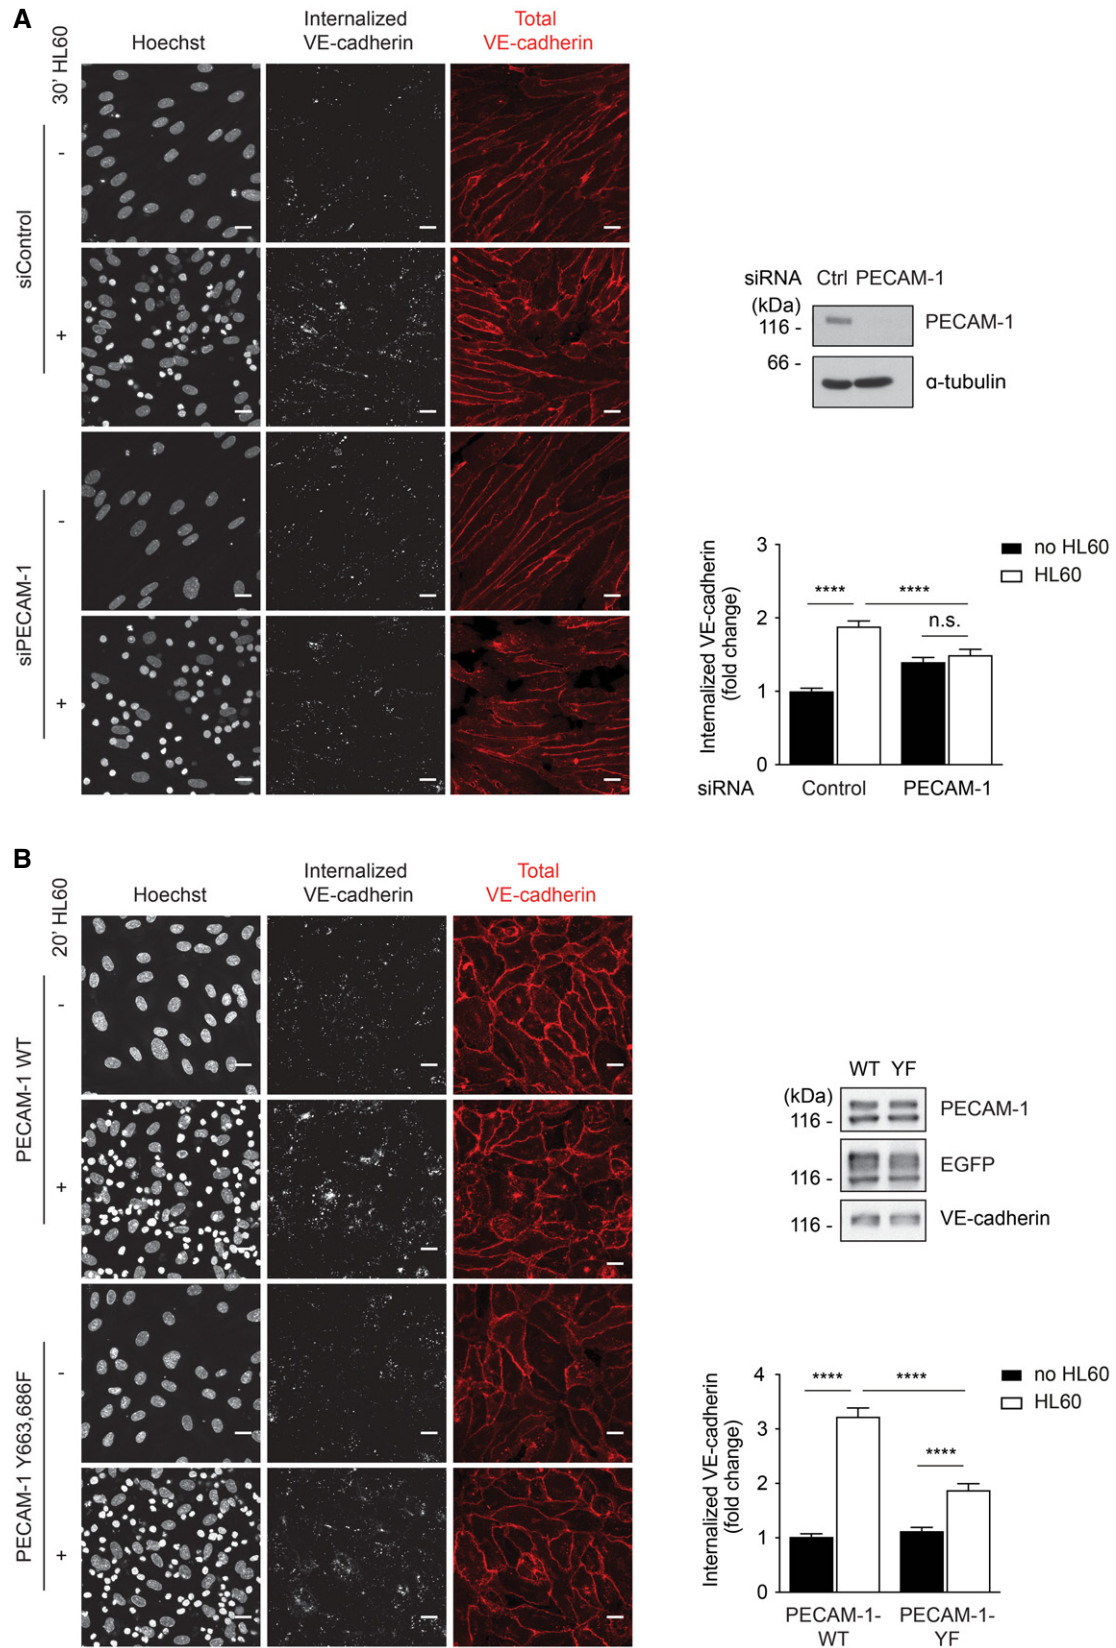 A
30' HL60
Hoechst
Internalized
VE-cadherin
Total
VE-cadherin
siControl
-
+
siPECAM-1
-
+
siRNA Ctrl PECAM-1
(kDa)
116 -
PECAM-1
66 -
α-tubulin
Internalized VE-cadherin
(fold change)
3
2
1
0
****
****
n.s.
no HL60
HL60
siRNA Control PECAM-1
B
20' HL60
Hoechst
Internalized
VE-cadherin
Total
VE-cadherin
PECAM-1 WT
-
+
PECAM-1 Y663,686F
-
+
WT YF
(kDa)
116 -
PECAM-1
116 -
EGFP
116 -
VE-cadherin
Internalized VE-cadherin
(fold change)
4
3
2
1
0
****
****
****
no HL60
HL60
PECAM-1-
WT
PECAM-1-
YF